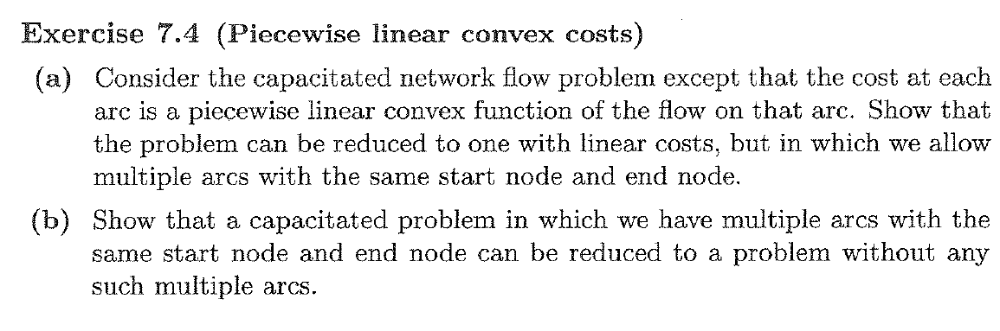 Exercise 7.4 (Piecewise linear convex costs)
(a) Consider the capacitated network flow problem except that the cost at each
arc is a piecewise linear convex function of the flow on that arc. Show that
the problem can be reduced to one with linear costs, but in which we allow
multiple arcs with the same start node and end node.
(b) Show that a capacitated problem in which we have multiple arcs with the
same start node and end node can be reduced to a problem without any
such multiple arcs.